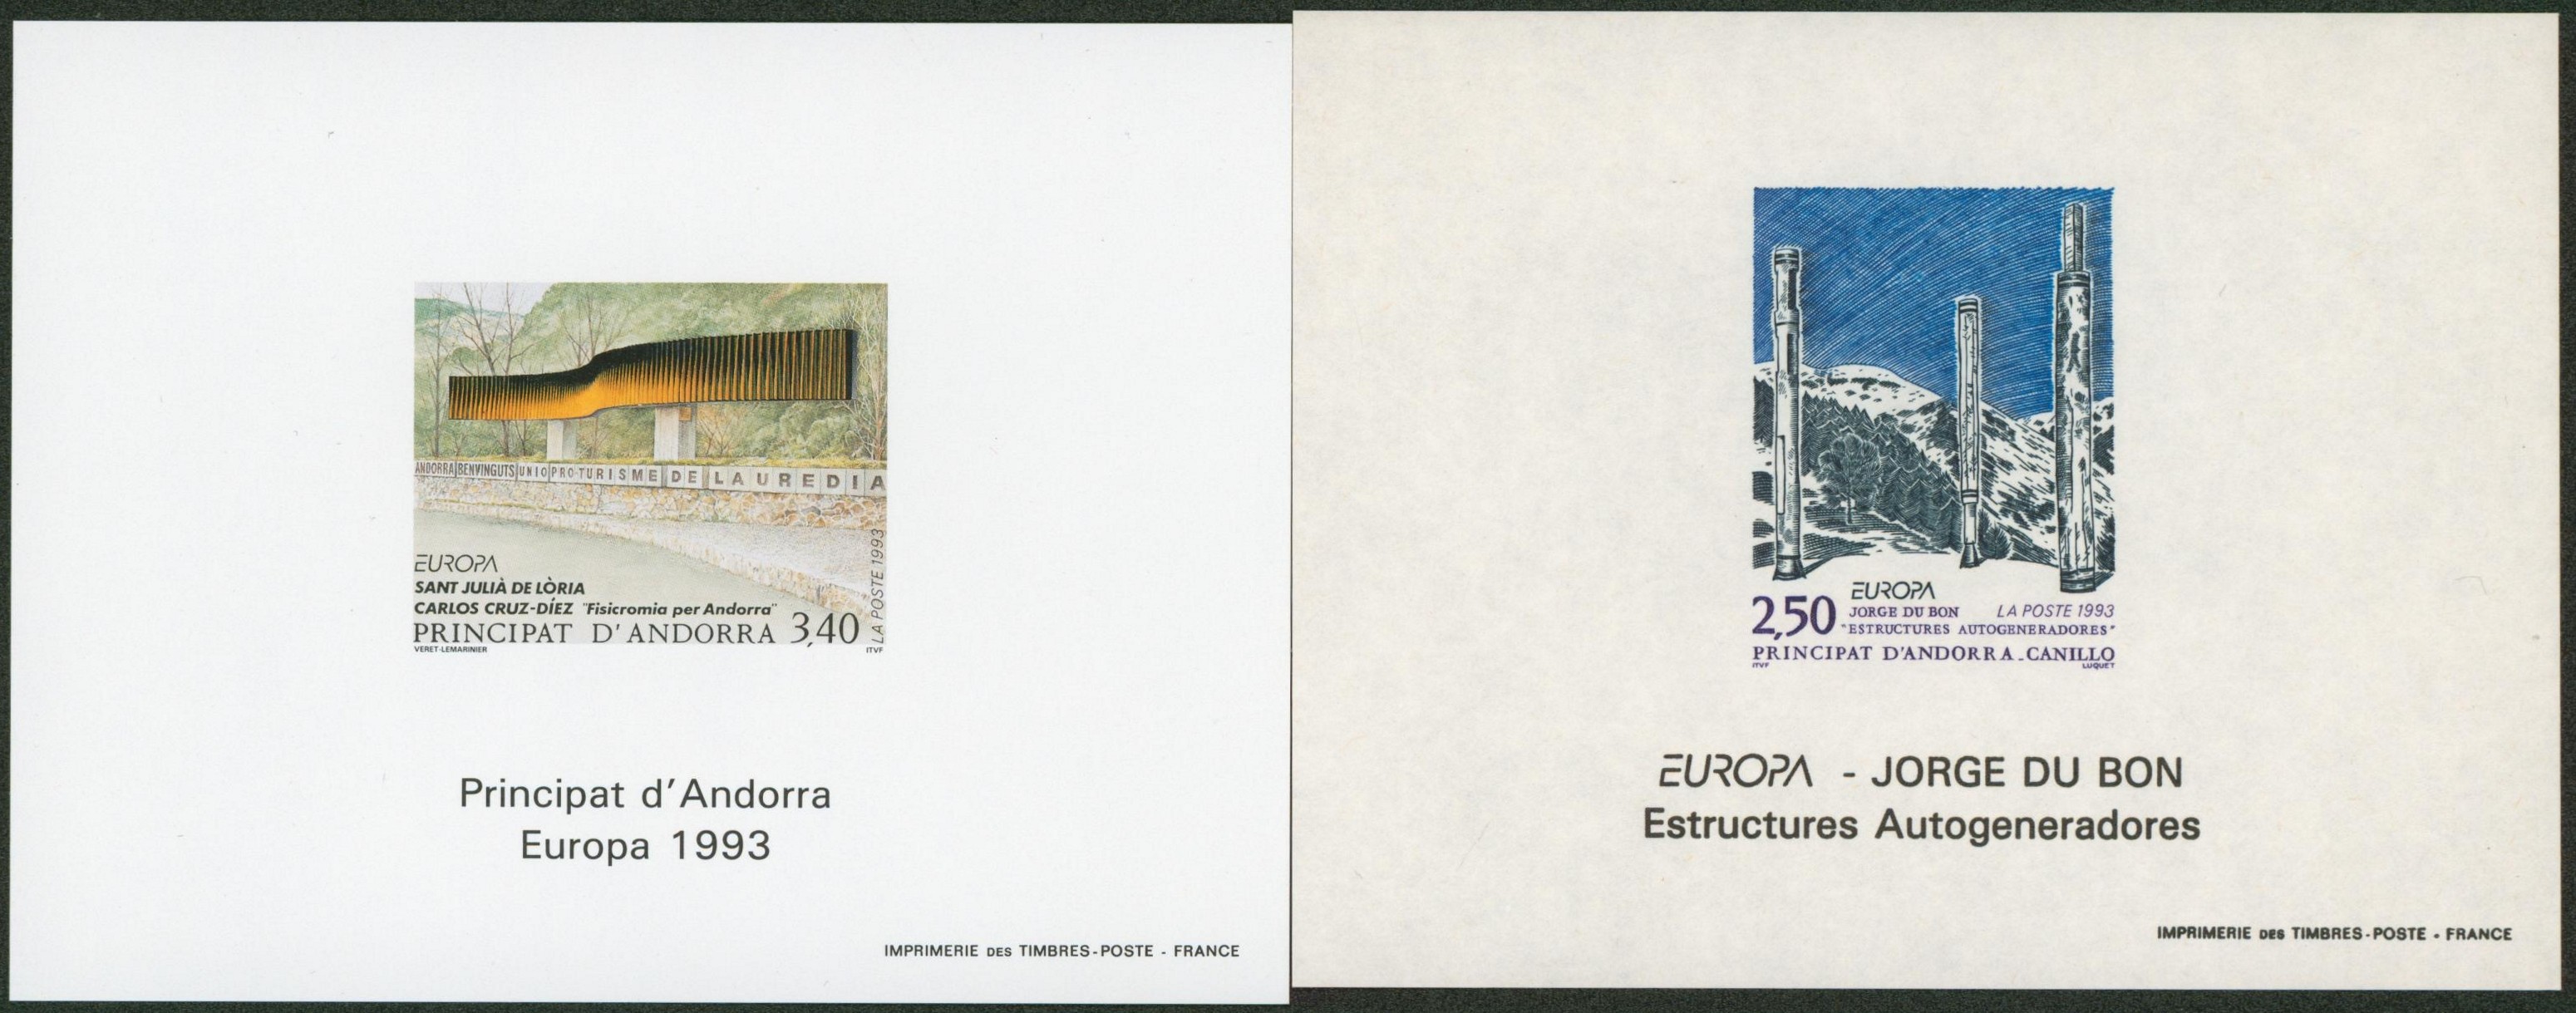 ANDORRA BENVINGUTS UNIO PRO-TURISME DE LAUREDIA
EUROPA
SANT JULIÀ DE LÒRIA
CARLOS CRUZ-DÍEZ "Fisicromia per Andorra"
PRINCIPAT D'ANDORRA 3,40
LA POSTE 1993
VERET-LEMARINIER ITVF
Principat d'Andorra
Europa 1993
IMPRIMERIE DES TIMBRES-POSTE - FRANCE
EUROPA
2,50 JORGE DU BON LA POSTE 1993
"ESTRUCTURES AUTOGENERADORES"
PRINCIPAT D'ANDORRA_CANILLO
ITVF LUQUET
EUROPA - JORGE DU BON
Estructures Autogeneradores
IMPRIMERIE DES TIMBRES-POSTE - FRANCE